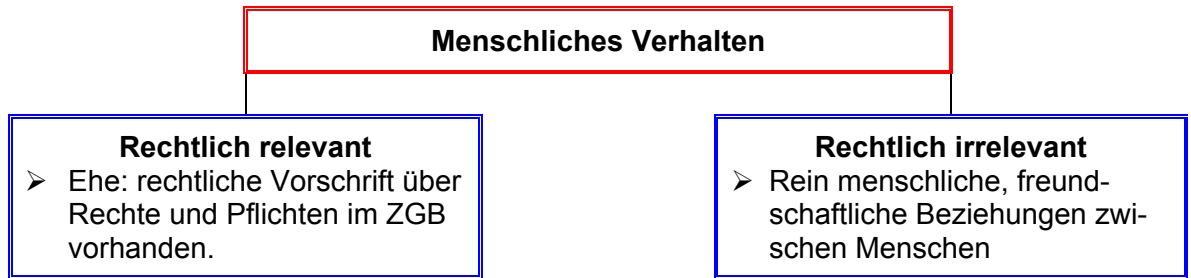 Menschliches Verhalten
Rechtlich relevant
➢ Ehe: rechtliche Vorschrift über
Rechte und Pflichten im ZGB
vorhanden.
Rechtlich irrelevant
➢ Rein menschliche, freund-
schaftliche Beziehungen zwi-
schen Menschen